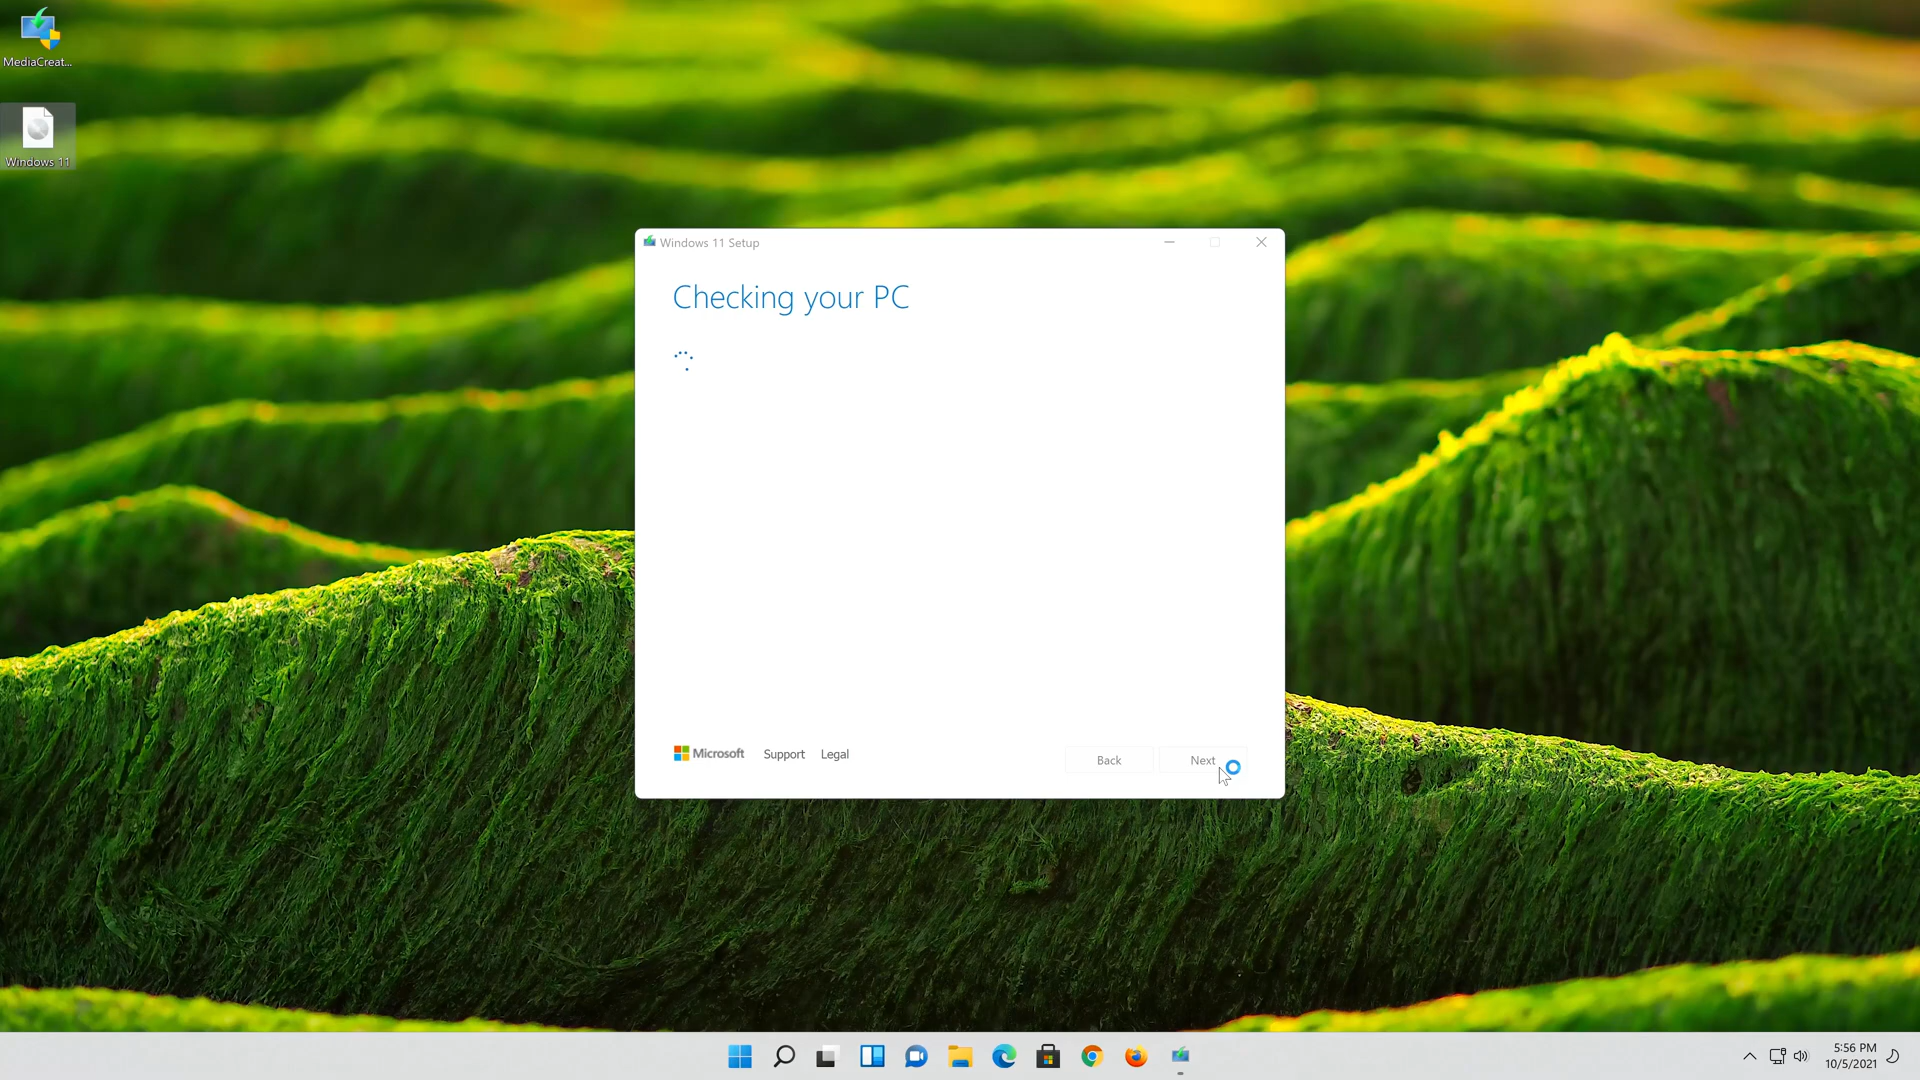 MediaCreat...
Windows 11
Windows 11 Setup
Checking your PC
Microsoft
Support
Legal
Back
Next
5:56 PM
10/5/2021